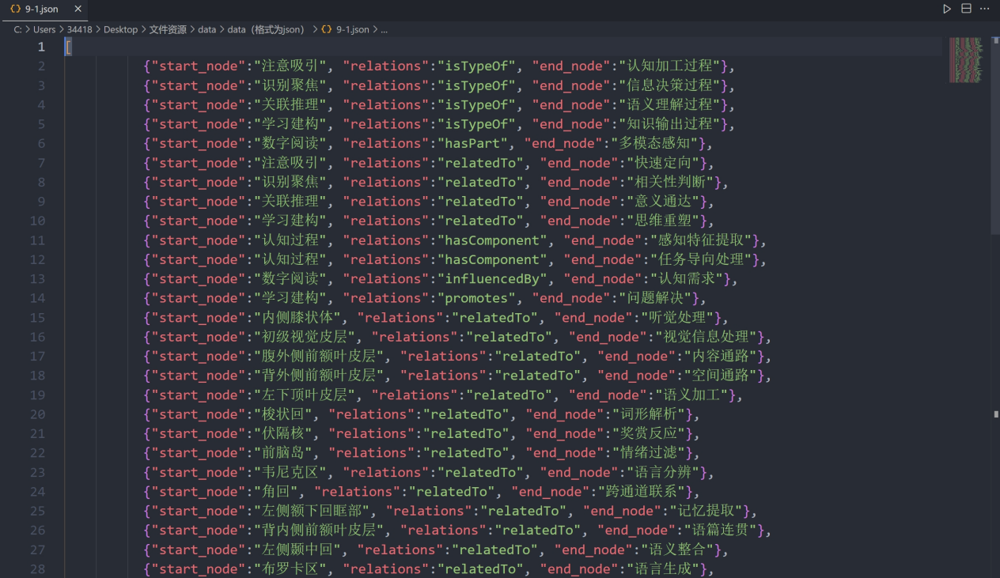 {} 9-1.json ×
C: > Users > 34418 > Desktop > 文件资源 > data > data（格式为json） > {} 9-1.json > ...
1 [
2 {"start_node":"注意吸引", "relations":"isTypeOf", "end_node":"认知加工过程"},
3 {"start_node":"识别聚焦", "relations":"isTypeOf", "end_node":"信息决策过程"},
4 {"start_node":"关联推理", "relations":"isTypeOf", "end_node":"语义理解过程"},
5 {"start_node":"学习建构", "relations":"isTypeOf", "end_node":"知识输出过程"},
6 {"start_node":"数字阅读", "relations":"hasPart", "end_node":"多模态感知"},
7 {"start_node":"注意吸引", "relations":"relatedTo", "end_node":"快速定向"},
8 {"start_node":"识别聚焦", "relations":"relatedTo", "end_node":"相关性判断"},
9 {"start_node":"关联推理", "relations":"relatedTo", "end_node":"意义通达"},
10 {"start_node":"学习建构", "relations":"relatedTo", "end_node":"思维重塑"},
11 {"start_node":"认知过程", "relations":"hasComponent", "end_node":"感知特征提取"},
12 {"start_node":"认知过程", "relations":"hasComponent", "end_node":"任务导向处理"},
13 {"start_node":"数字阅读", "relations":"influencedBy", "end_node":"认知需求"},
14 {"start_node":"学习建构", "relations":"promotes", "end_node":"问题解决"},
15 {"start_node":"内侧膝状体", "relations":"relatedTo", "end_node":"听觉处理"},
16 {"start_node":"初级视觉皮层", "relations":"relatedTo", "end_node":"视觉信息处理"},
17 {"start_node":"腹外侧前额叶皮层", "relations":"relatedTo", "end_node":"内容通路"},
18 {"start_node":"背外侧前额叶皮层", "relations":"relatedTo", "end_node":"空间通路"},
19 {"start_node":"左下顶叶皮层", "relations":"relatedTo", "end_node":"语义加工"},
20 {"start_node":"梭状回", "relations":"relatedTo", "end_node":"词形解析"},
21 {"start_node":"伏隔核", "relations":"relatedTo", "end_node":"奖赏反应"},
22 {"start_node":"前脑岛", "relations":"relatedTo", "end_node":"情绪过滤"},
23 {"start_node":"韦尼克区", "relations":"relatedTo", "end_node":"语言分辨"},
24 {"start_node":"角回", "relations":"relatedTo", "end_node":"跨通道联系"},
25 {"start_node":"左侧额下回眶部", "relations":"relatedTo", "end_node":"记忆提取"},
26 {"start_node":"背内侧前额叶皮层", "relations":"relatedTo", "end_node":"语篇连贯"},
27 {"start_node":"左侧颞中回", "relations":"relatedTo", "end_node":"语义整合"},
28 {"start_node":"布罗卡区", "relations":"relatedTo", "end_node":"语言生成"},